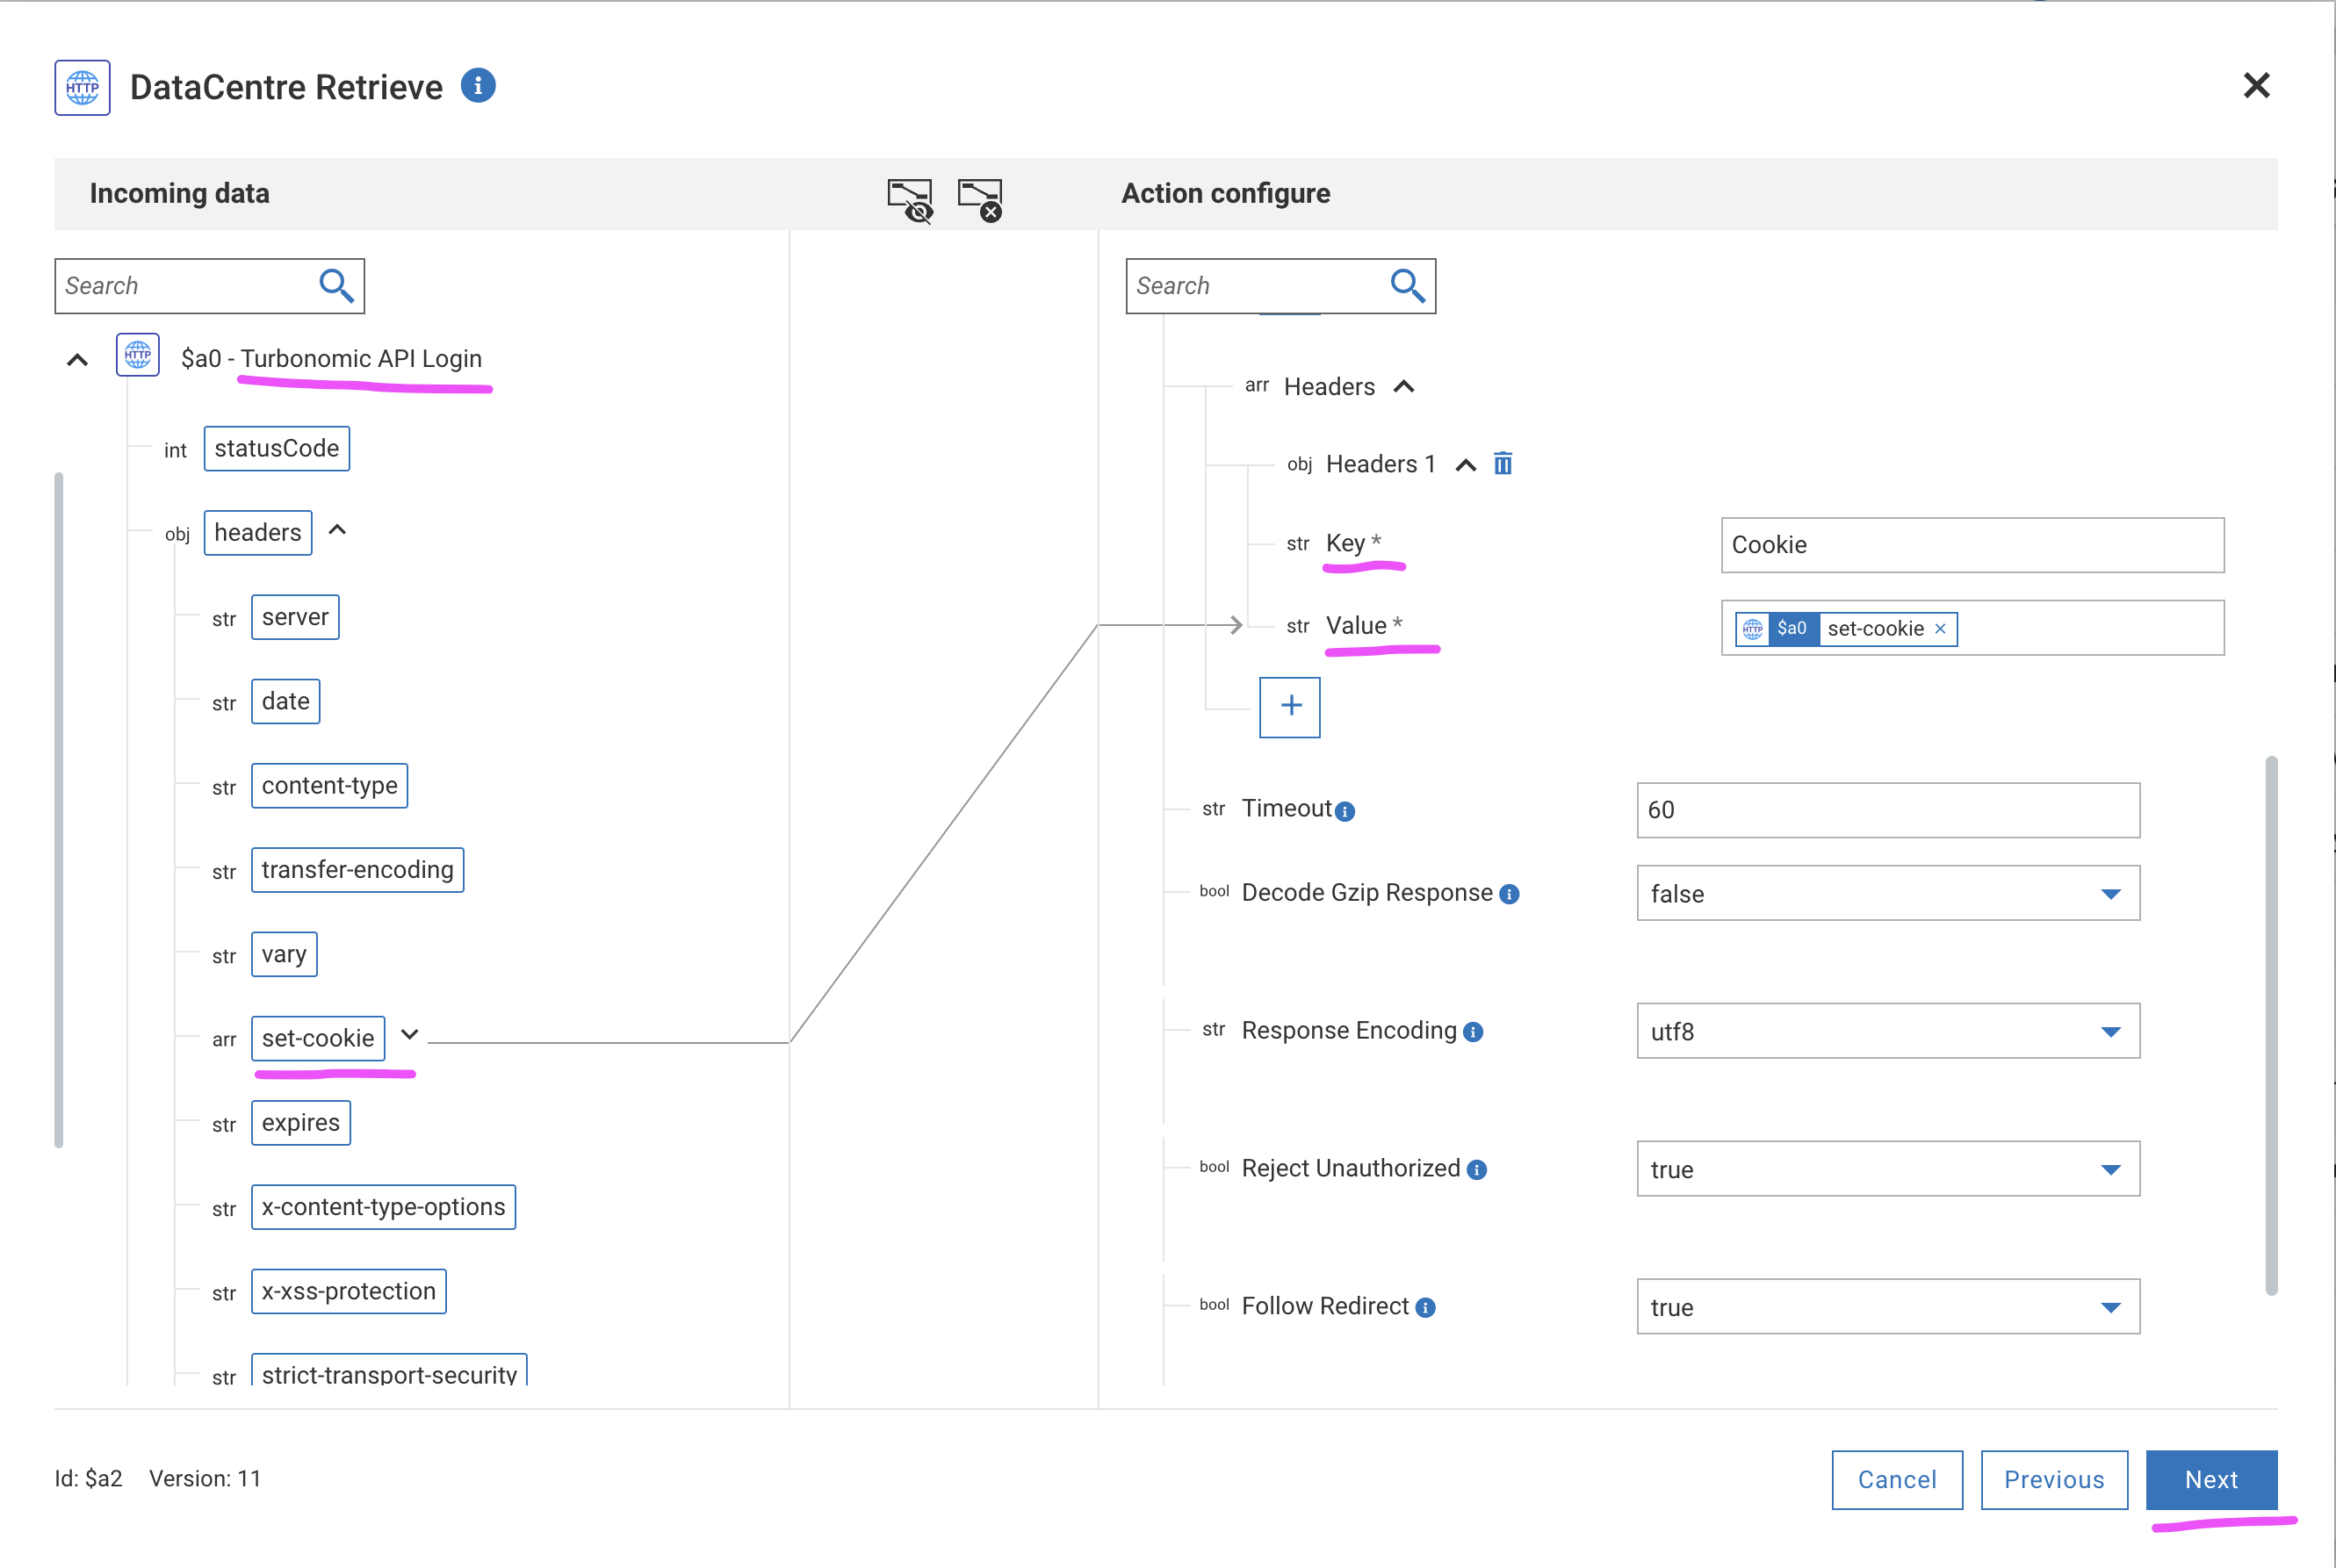 HTTP DataCentre Retrieve i
Incoming data
Action configure
Search
Search
HTTP $a0 - Turbonomic API Login
int statusCode
obj headers
str server
str date
str content-type
str transfer-encoding
str vary
arr set-cookie
str expires
str x-content-type-options
str x-xss-protection
str strict-transport-security
arr Headers
obj Headers 1
str Key * Cookie
str Value * HTTP $a0 set-cookie ×
+
str Timeout i 60
bool Decode Gzip Response i false
str Response Encoding i utf8
bool Reject Unauthorized i true
bool Follow Redirect i true
Id: $a2 Version: 11
Cancel Previous Next